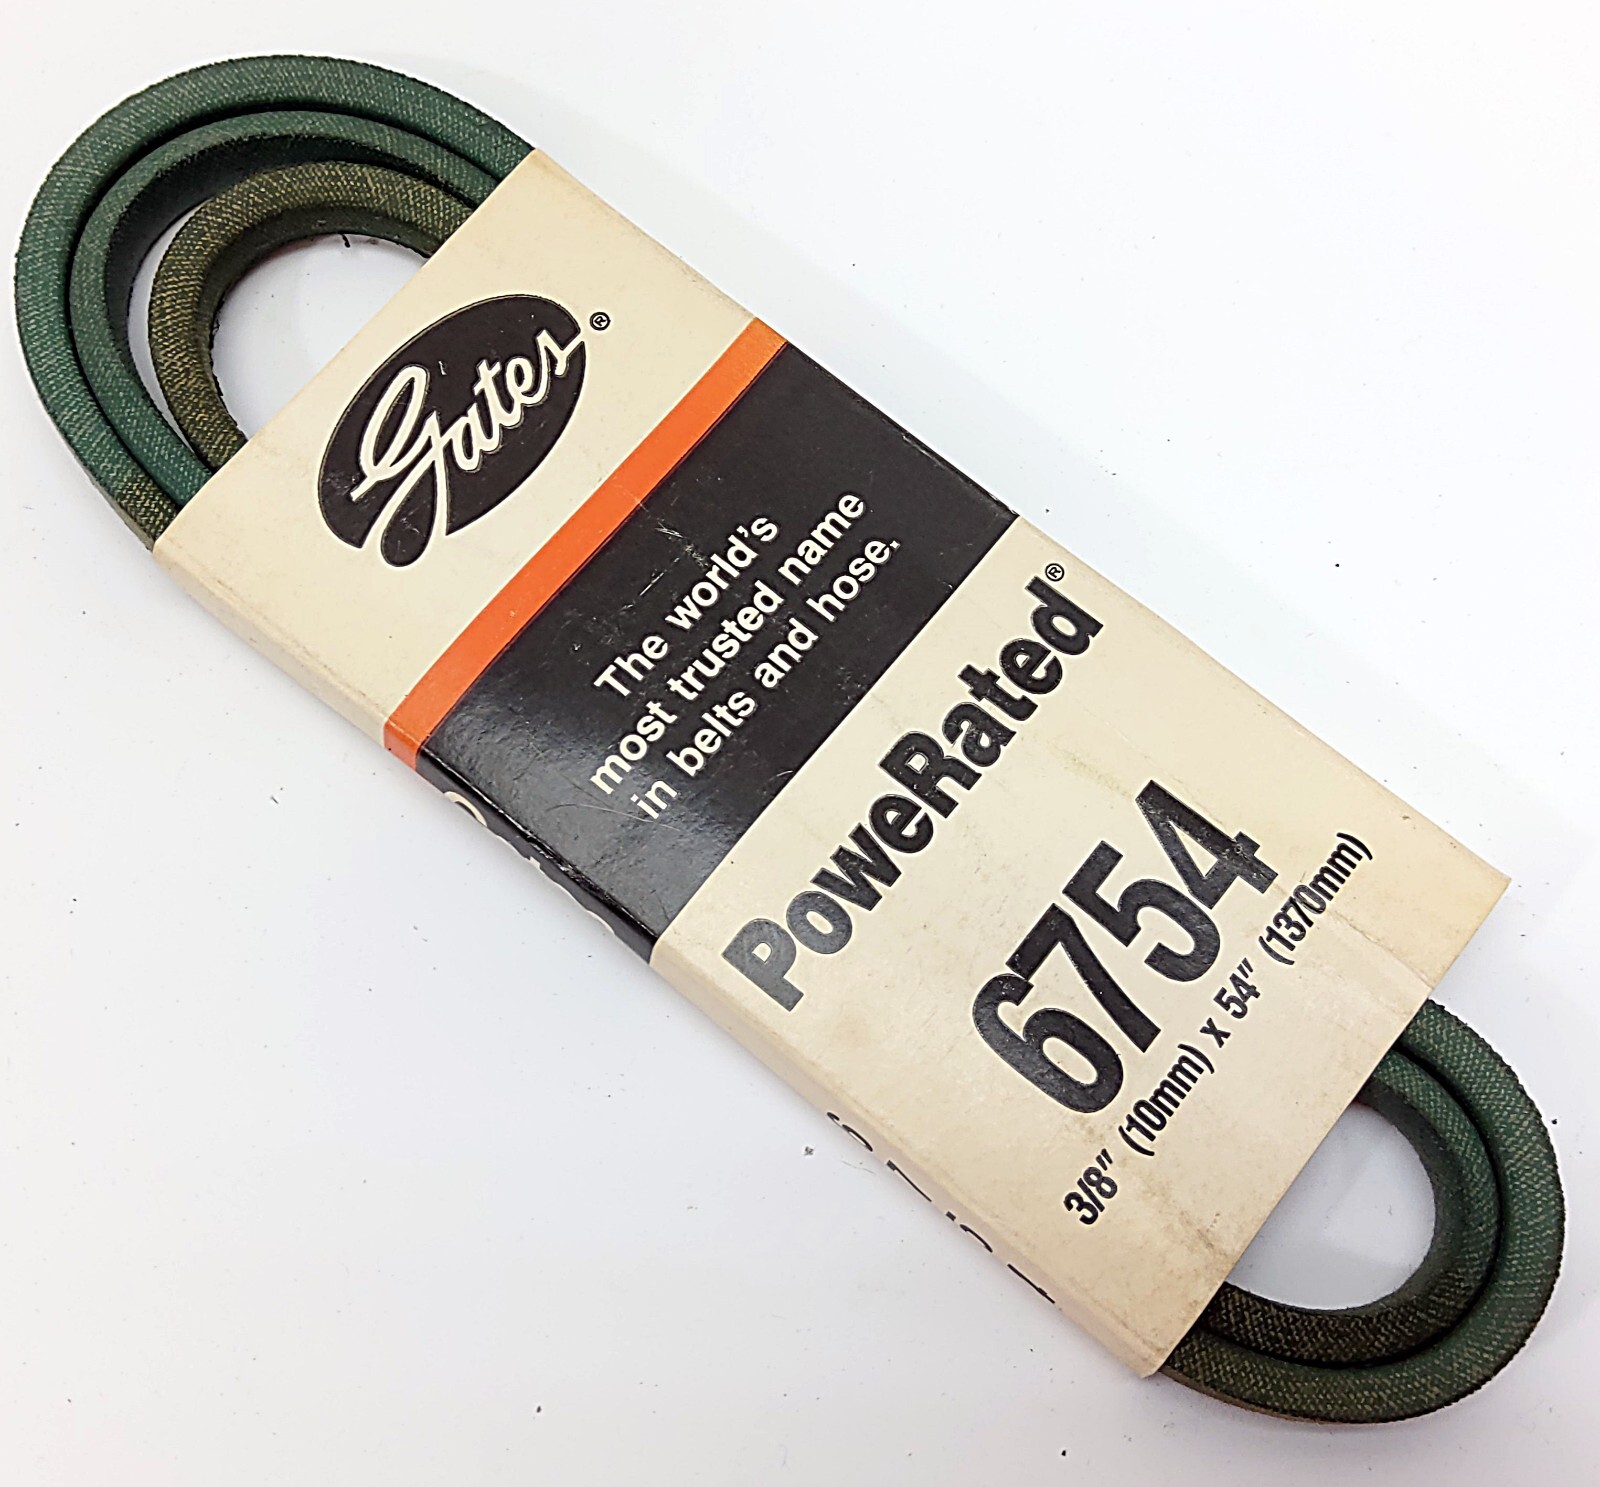 Gates®
The world's
most trusted name
in belts and hose.
PoweRated®
6754
3/8" (10mm) x 54" (1370mm)